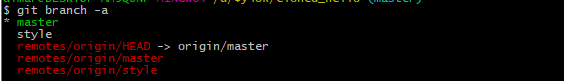 $ git branch -a
* master
  style
  remotes/origin/HEAD -> origin/master
  remotes/origin/master
  remotes/origin/style